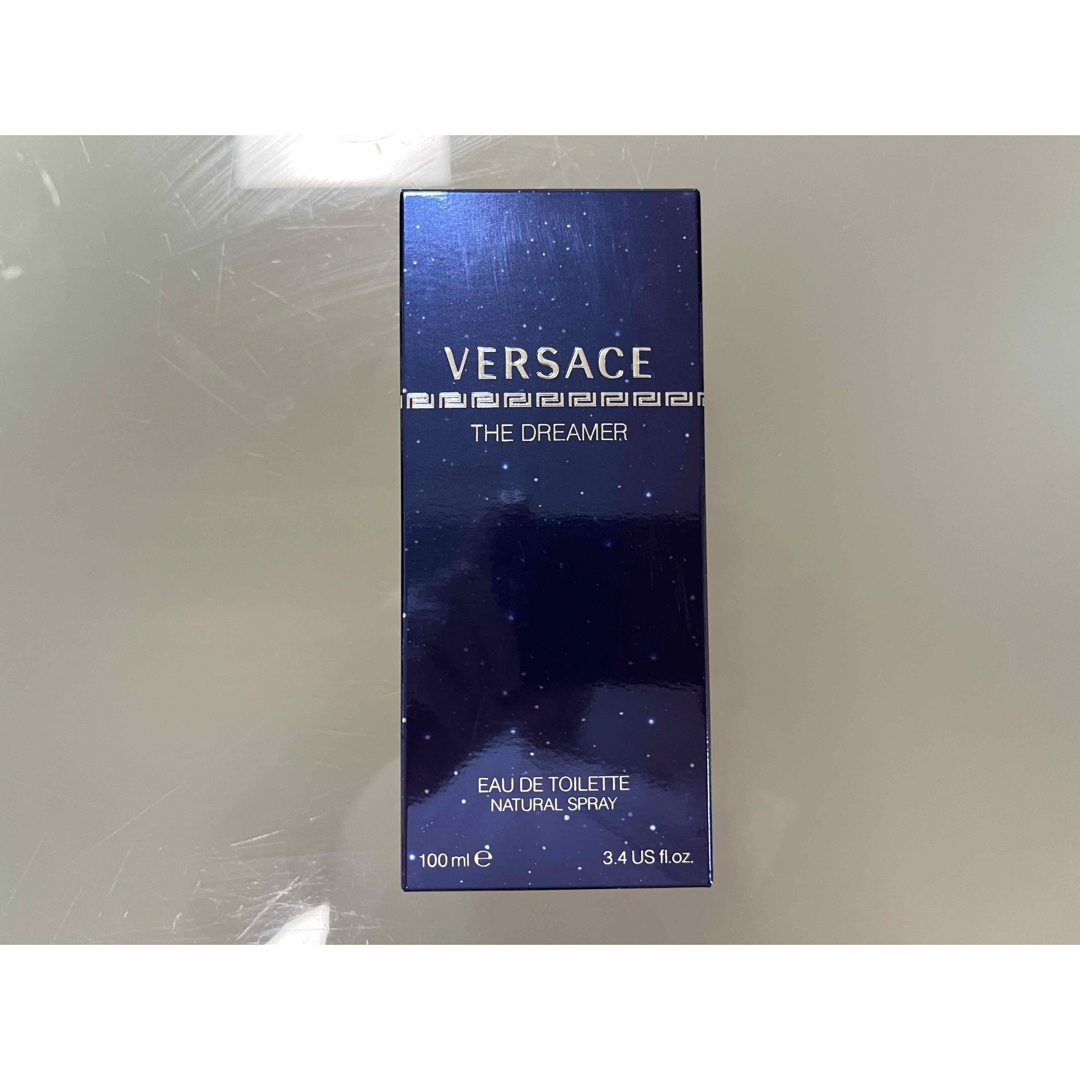 VERSACE
THE DREAMER
EAU DE TOILETTE
NATURAL SPRAY
100 ml ℮
3.4 US fl.oz.